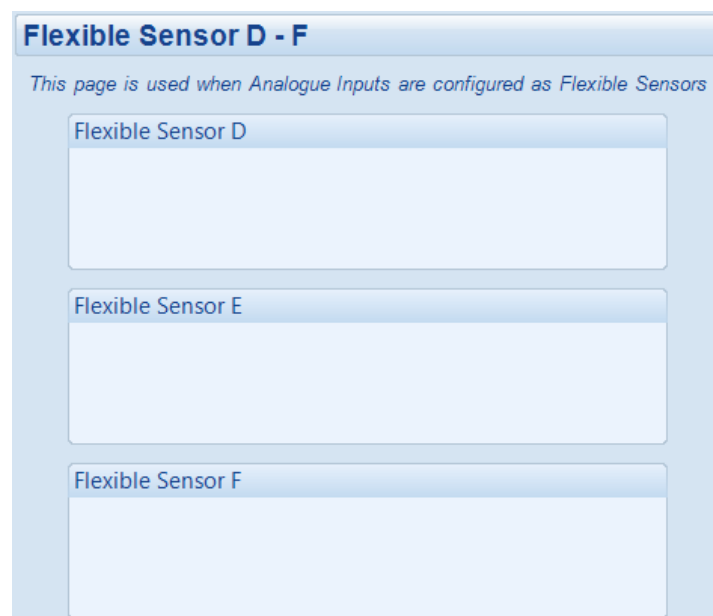 Flexible Sensor D - F
This page is used when Analogue Inputs are configured as Flexible Sensors
Flexible Sensor D
Flexible Sensor E
Flexible Sensor F